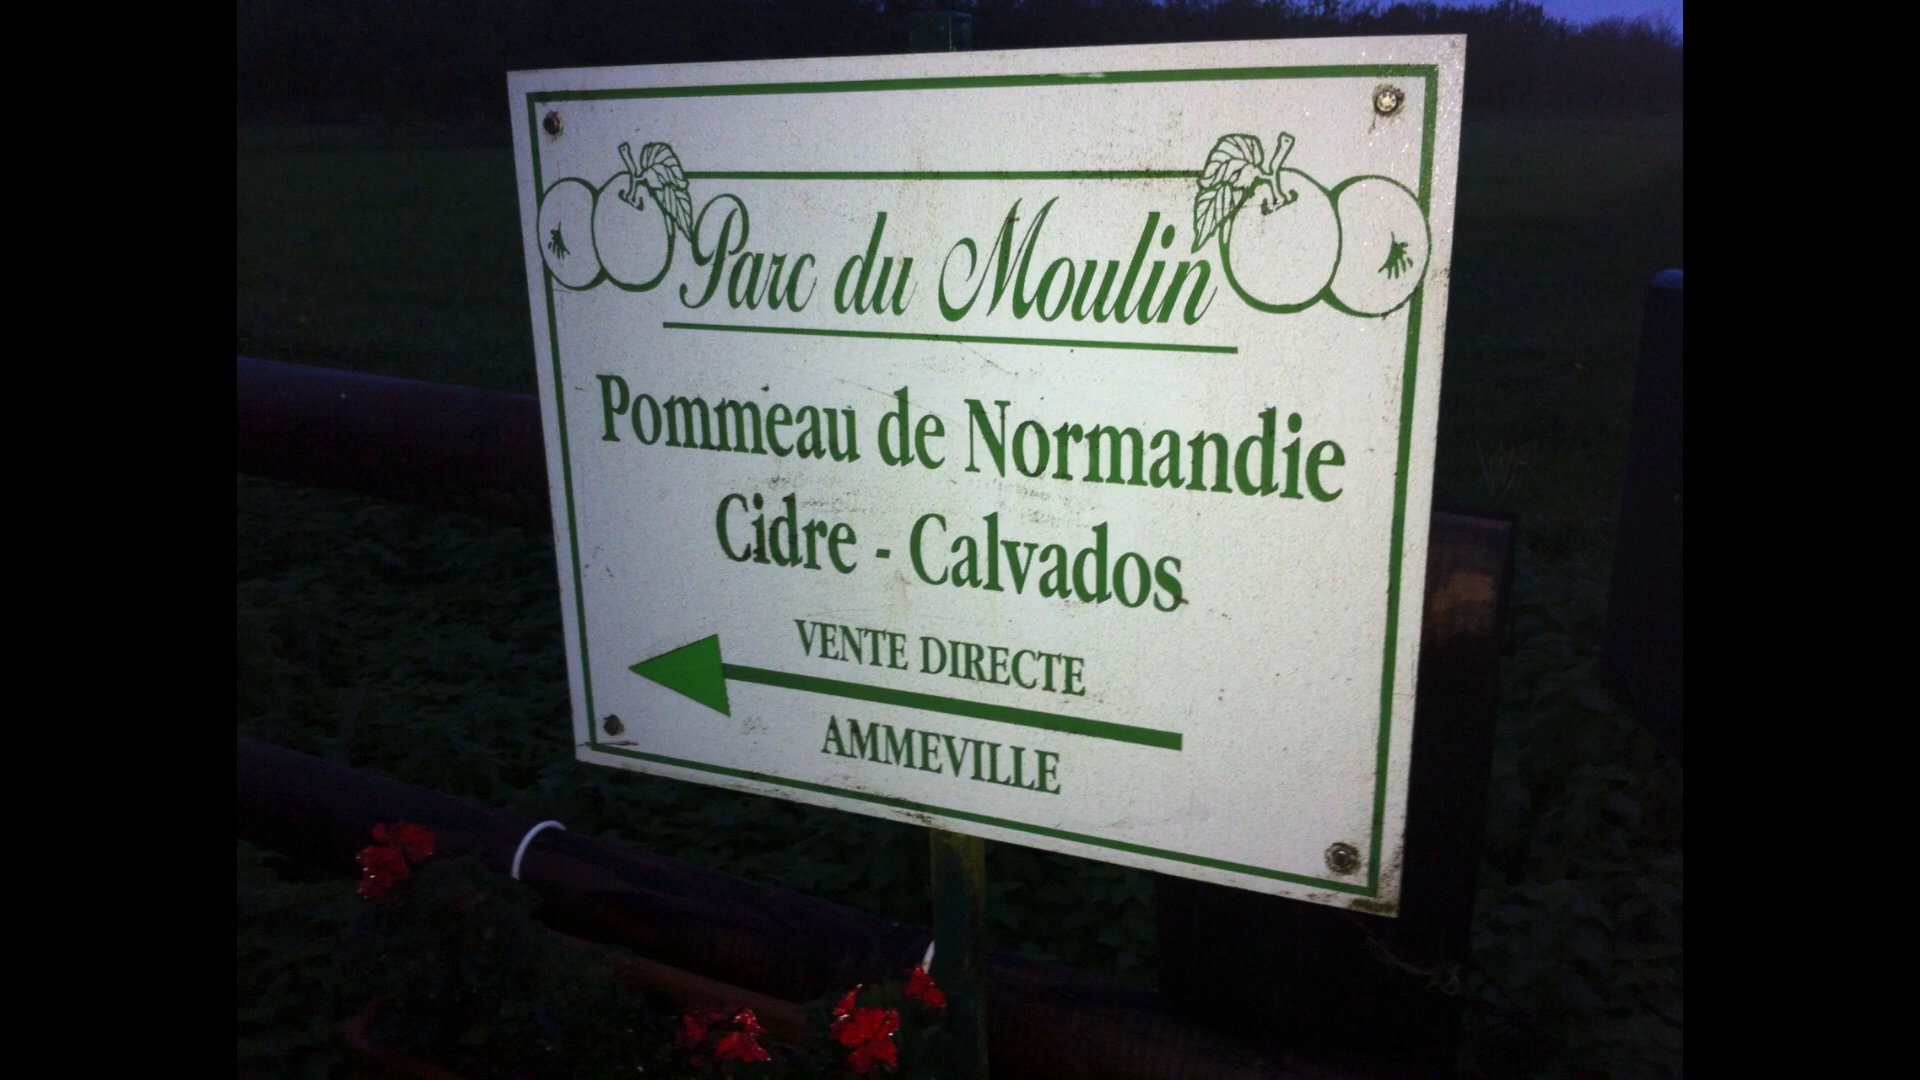 Parc du Moulin
Pommeau de Normandie
Cidre - Calvados
VENTE DIRECTE
AMMEVILLE